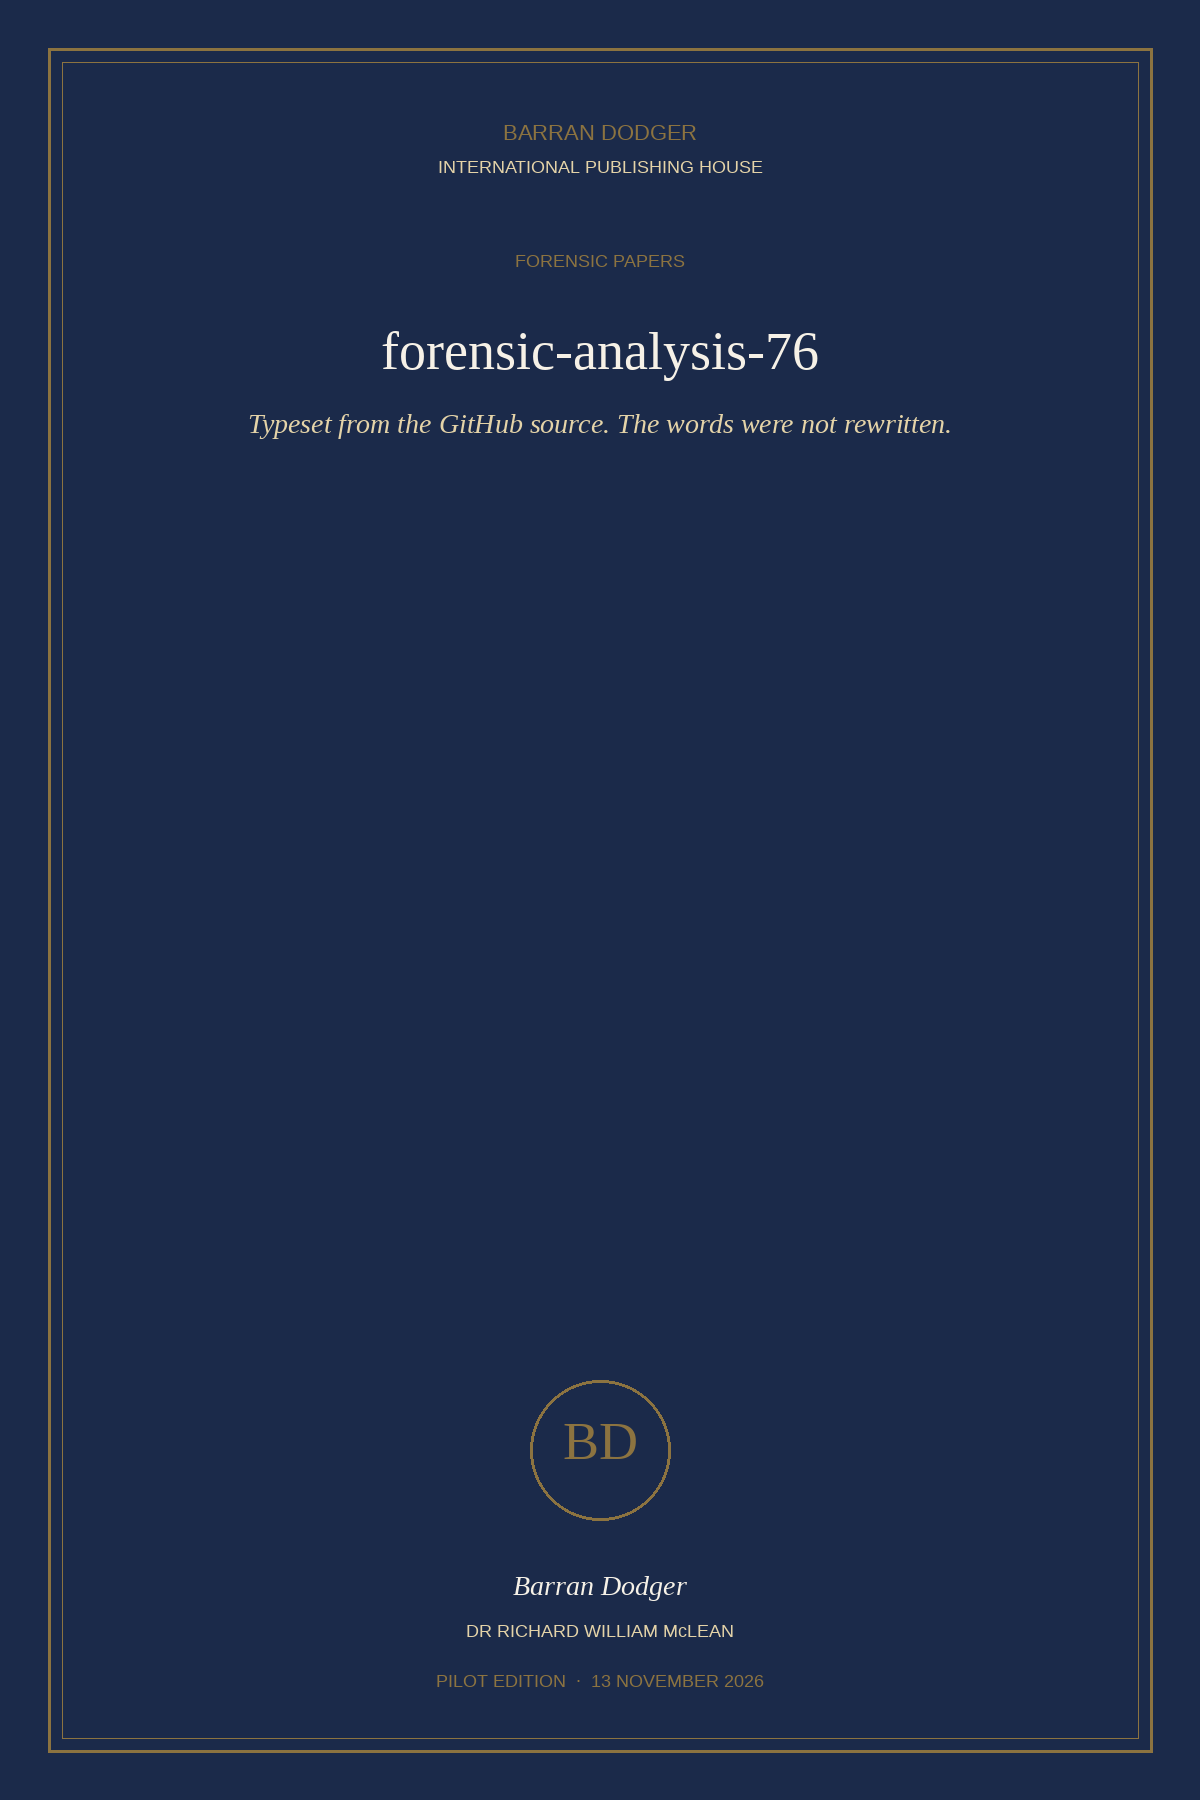 BARRAN DODGER
INTERNATIONAL PUBLISHING HOUSE
FORENSIC PAPERS
forensic-analysis-76
Typeset from the GitHub source. The words were not rewritten.
BD
Barran Dodger
DR RICHARD WILLIAM McLEAN
PILOT EDITION · 13 NOVEMBER 2026